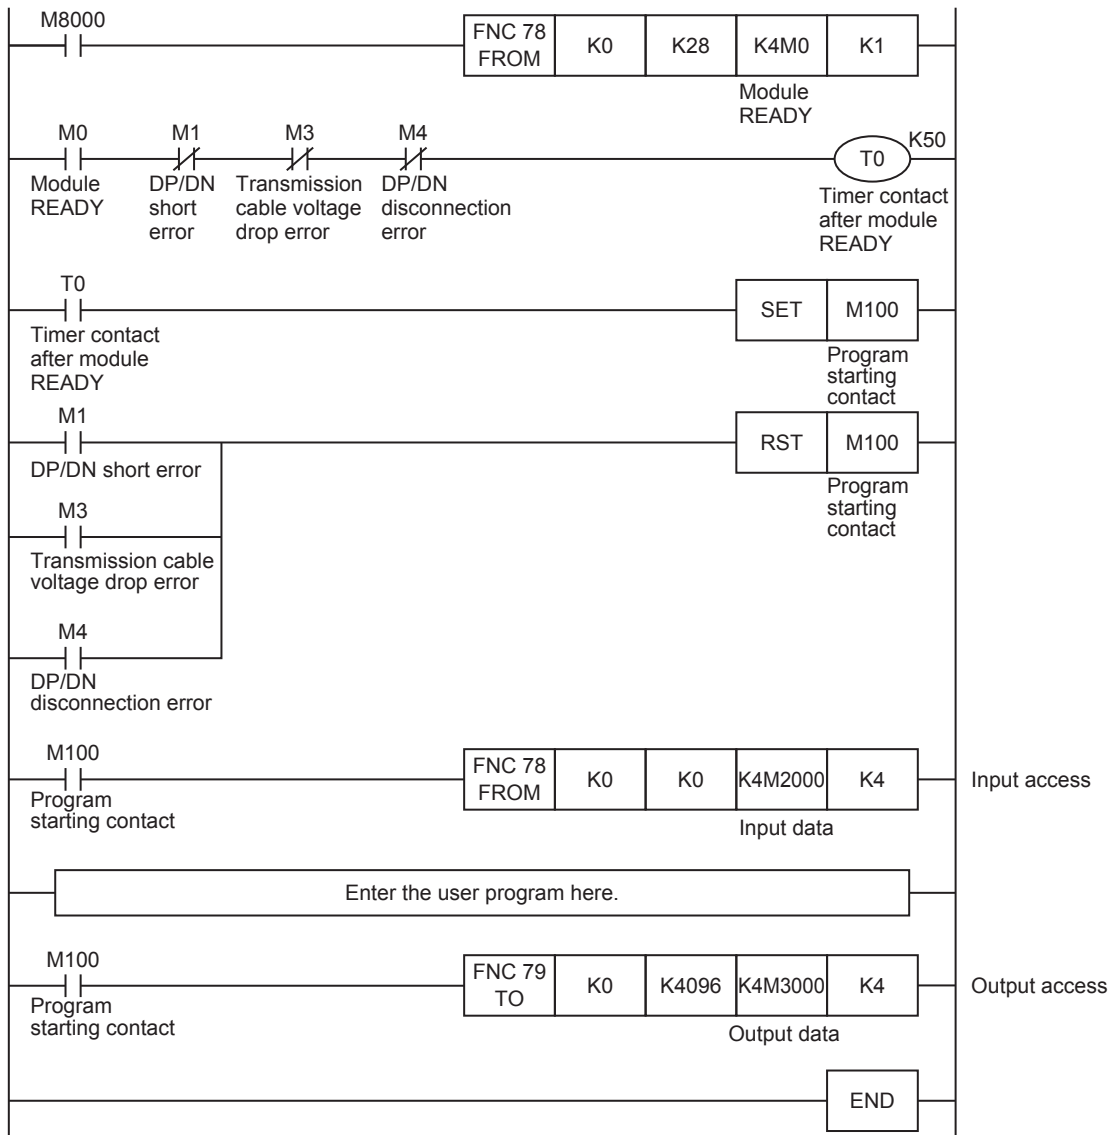 M8000
FNC 78
FROM
K0
K28
K4M0
K1
Module
READY
M0
M1
M3
M4
K50
T0
Module
READY
DP/DN
short
error
Transmission
cable voltage
drop error
DP/DN
disconnection
error
Timer contact
after module
READY
T0
SET
M100
Timer contact
after module
READY
Program
starting
contact
M1
RST
M100
DP/DN short error
Program
starting
contact
M3
Transmission cable
voltage drop error
M4
DP/DN
disconnection error
M100
FNC 78
FROM
K0
K0
K4M2000
K4
Input access
Program
starting contact
Input data
Enter the user program here.
M100
FNC 79
TO
K0
K4096
K4M3000
K4
Output access
Program
starting contact
Output data
END